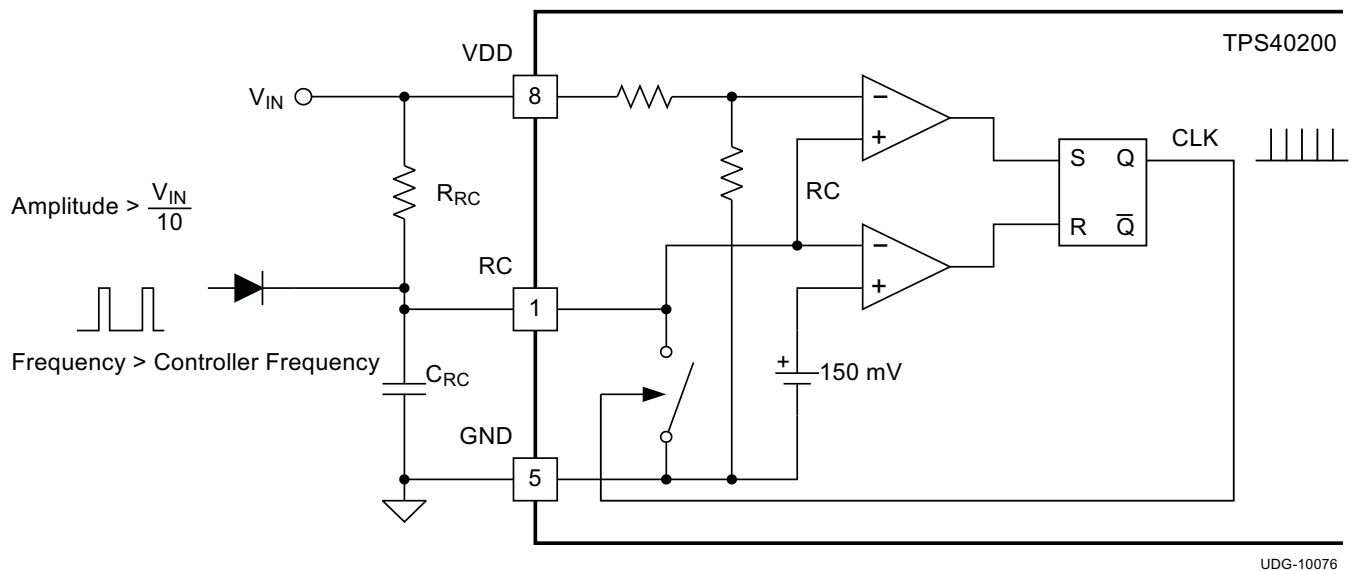 TPS40200
VDD
V_IN
8
−
+
S Q
CLK
R_RC
RC
Amplitude > V_IN / 10
R Q̅
RC
−
+
1
Frequency > Controller Frequency
C_RC
+
150 mV
GND
5
UDG-10076